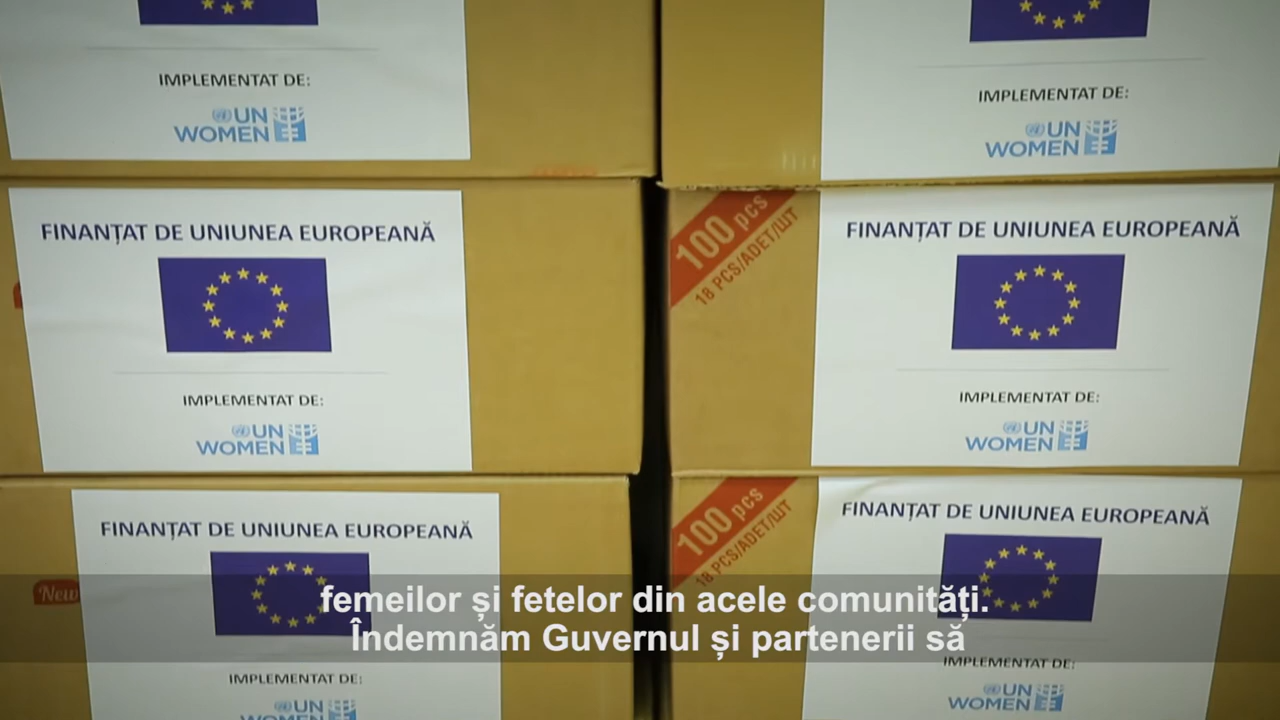 IMPLEMENTAT DE:
UN
WOMEN
IMPLEMENTAT DE:
UN
WOMEN
FINANȚAT DE UNIUNEA EUROPEANĂ
IMPLEMENTAT DE:
UN
WOMEN
100 pcs
18 PCS/ADET/ШТ
FINANȚAT DE UNIUNEA EUROPEANĂ
IMPLEMENTAT DE:
UN
WOMEN
FINANȚAT DE UNIUNEA EUROPEANĂ
New
IMPLEMENTAT DE:
UN
WOMEN
100 pcs
18 PCS/ADET/ШТ
FINANȚAT DE UNIUNEA EUROPEANĂ
IMPLEMENTAT DE:
UN
WOMEN
femeilor și fetelor din acele comunități.
Îndemnăm Guvernul și partenerii să